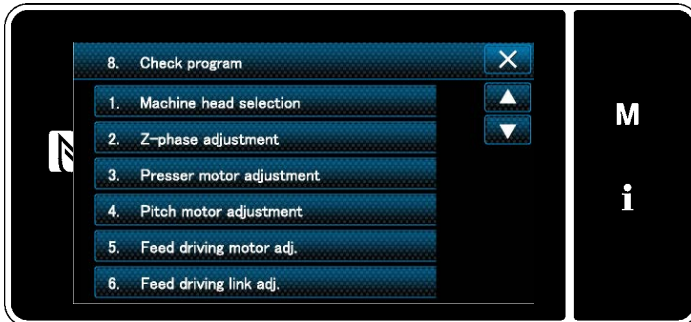 8. Check program
1. Machine head selection
2. Z-phase adjustment
3. Presser motor adjustment
4. Pitch motor adjustment
5. Feed driving motor adj.
6. Feed driving link adj.
M
i